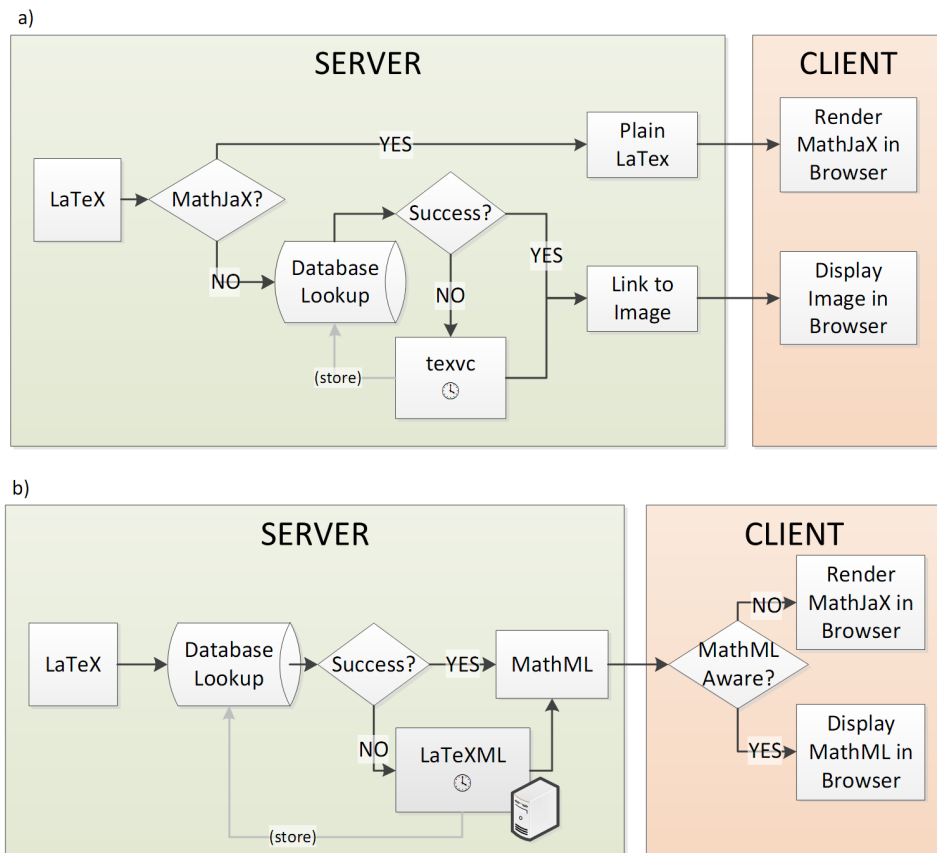 a)
SERVER
CLIENT
YES
Plain
LaTex
Render
MathJaX in
Browser
LaTeX
MathJaX?
Success?
NO
Database
Lookup
YES
NO
Link to
Image
Display
Image in
Browser
(store)
texvc
b)
SERVER
CLIENT
Render
MathJaX in
Browser
NO
LaTeX
Database
Lookup
Success?
YES
MathML
MathML
Aware?
NO
LaTeXML
YES
Display
MathML in
Browser
(store)